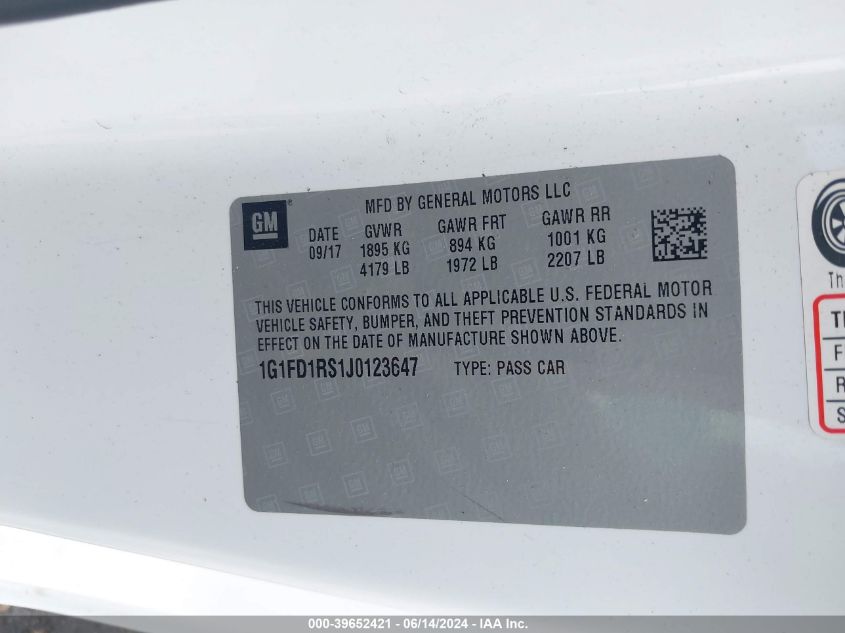 GM®
MFD BY GENERAL MOTORS LLC
DATE GVWR GAWR FRT GAWR RR
09/17 1895 KG 894 KG 1001 KG
4179 LB 1972 LB 2207 LB
THIS VEHICLE CONFORMS TO ALL APPLICABLE U.S. FEDERAL MOTOR
VEHICLE SAFETY, BUMPER, AND THEFT PREVENTION STANDARDS IN
EFFECT ON THE DATE OF MANUFACTURE SHOWN ABOVE.
1G1FD1RS1J0123647 TYPE: PASS CAR
Th
TI
F
R
S
000-39652421 - 06/14/2024 - IAA Inc.